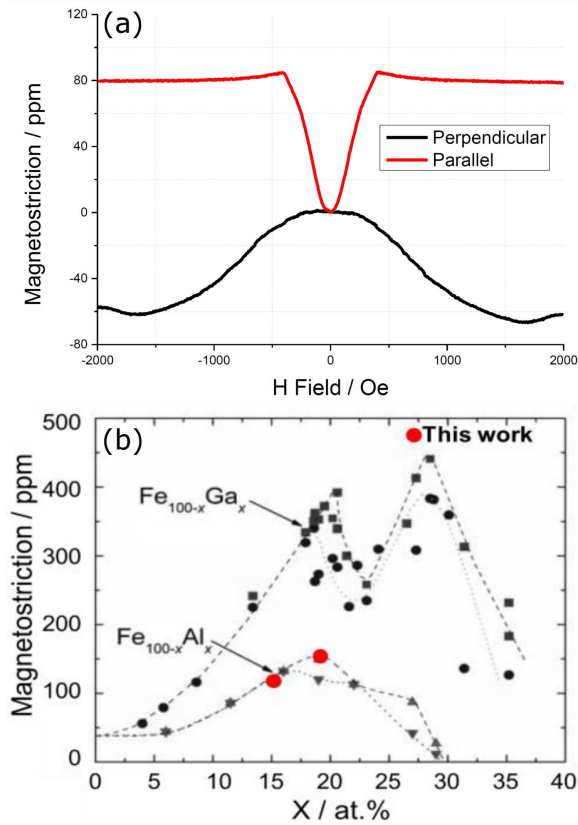 (a)
Magnetostriction / ppm
120
80
40
0
-40
-80
Perpendicular
Parallel
-2000 -1000 0 1000 2000
H Field / Oe
(b)
Magnetostriction / ppm
500
400
300
200
100
0
This work
Fe100-xGax
Fe100-xAlx
0 5 10 15 20 25 30 35 40
X / at.%